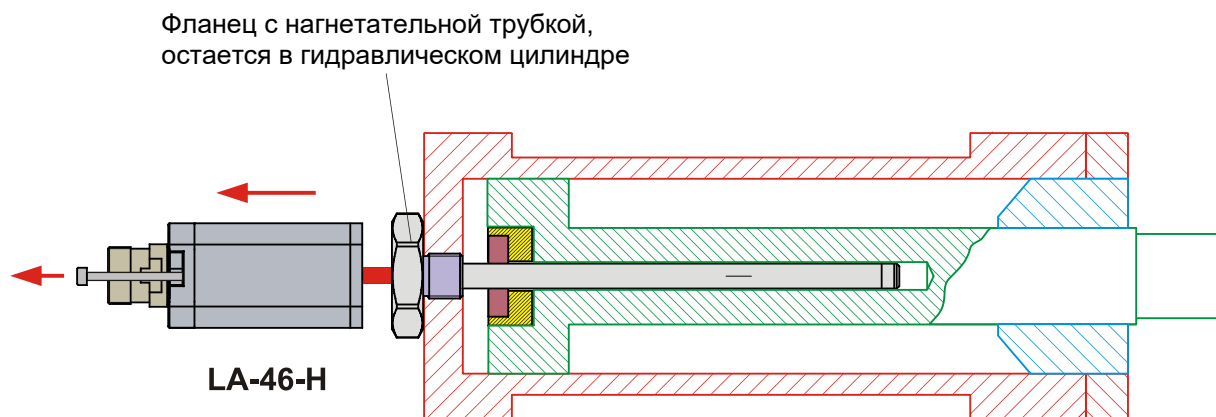 Фланец с нагнетательной трубкой,
остается в гидравлическом цилиндре
LA-46-H